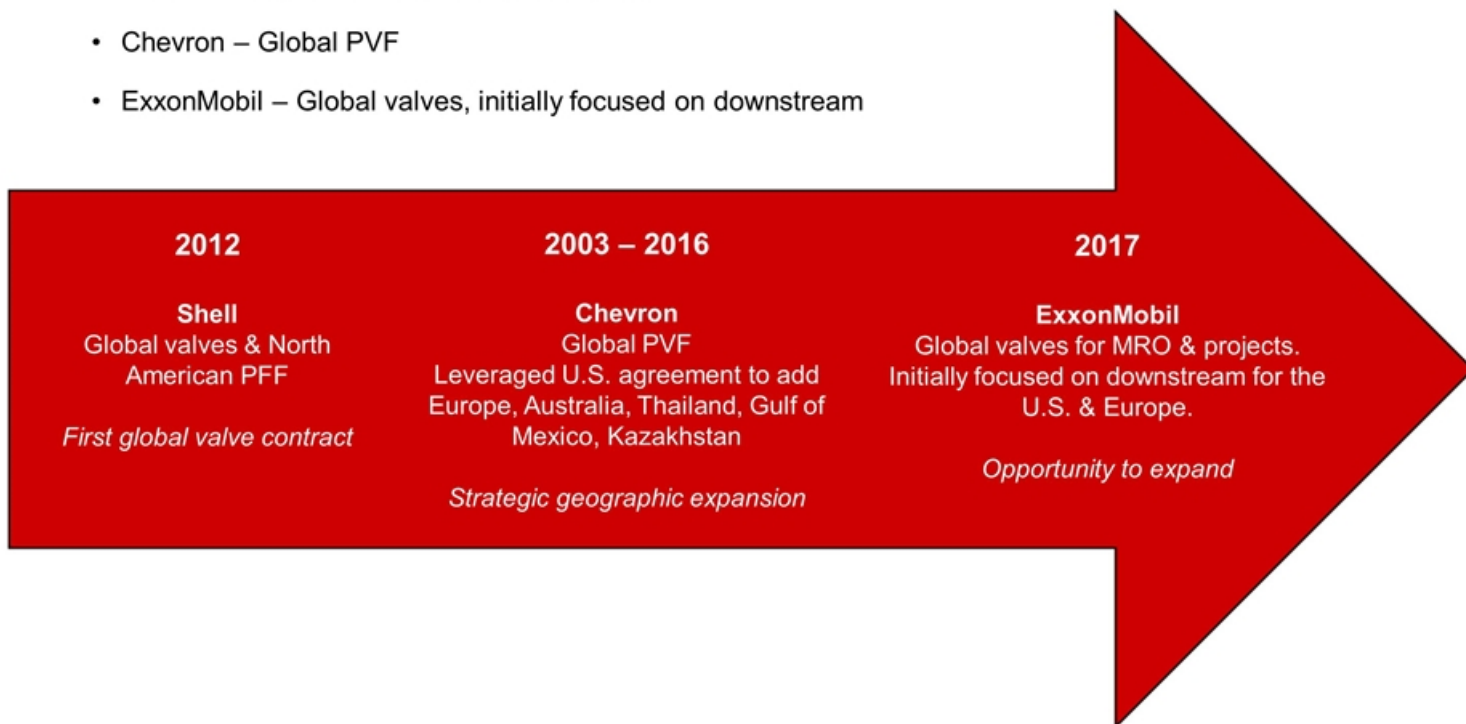 • Chevron – Global PVF
• ExxonMobil – Global valves, initially focused on downstream
2012
Shell
Global valves & North
American PFF
First global valve contract
2003 – 2016
Chevron
Global PVF
Leveraged U.S. agreement to add
Europe, Australia, Thailand, Gulf of
Mexico, Kazakhstan
Strategic geographic expansion
2017
ExxonMobil
Global valves for MRO & projects.
Initially focused on downstream for the
U.S. & Europe.
Opportunity to expand